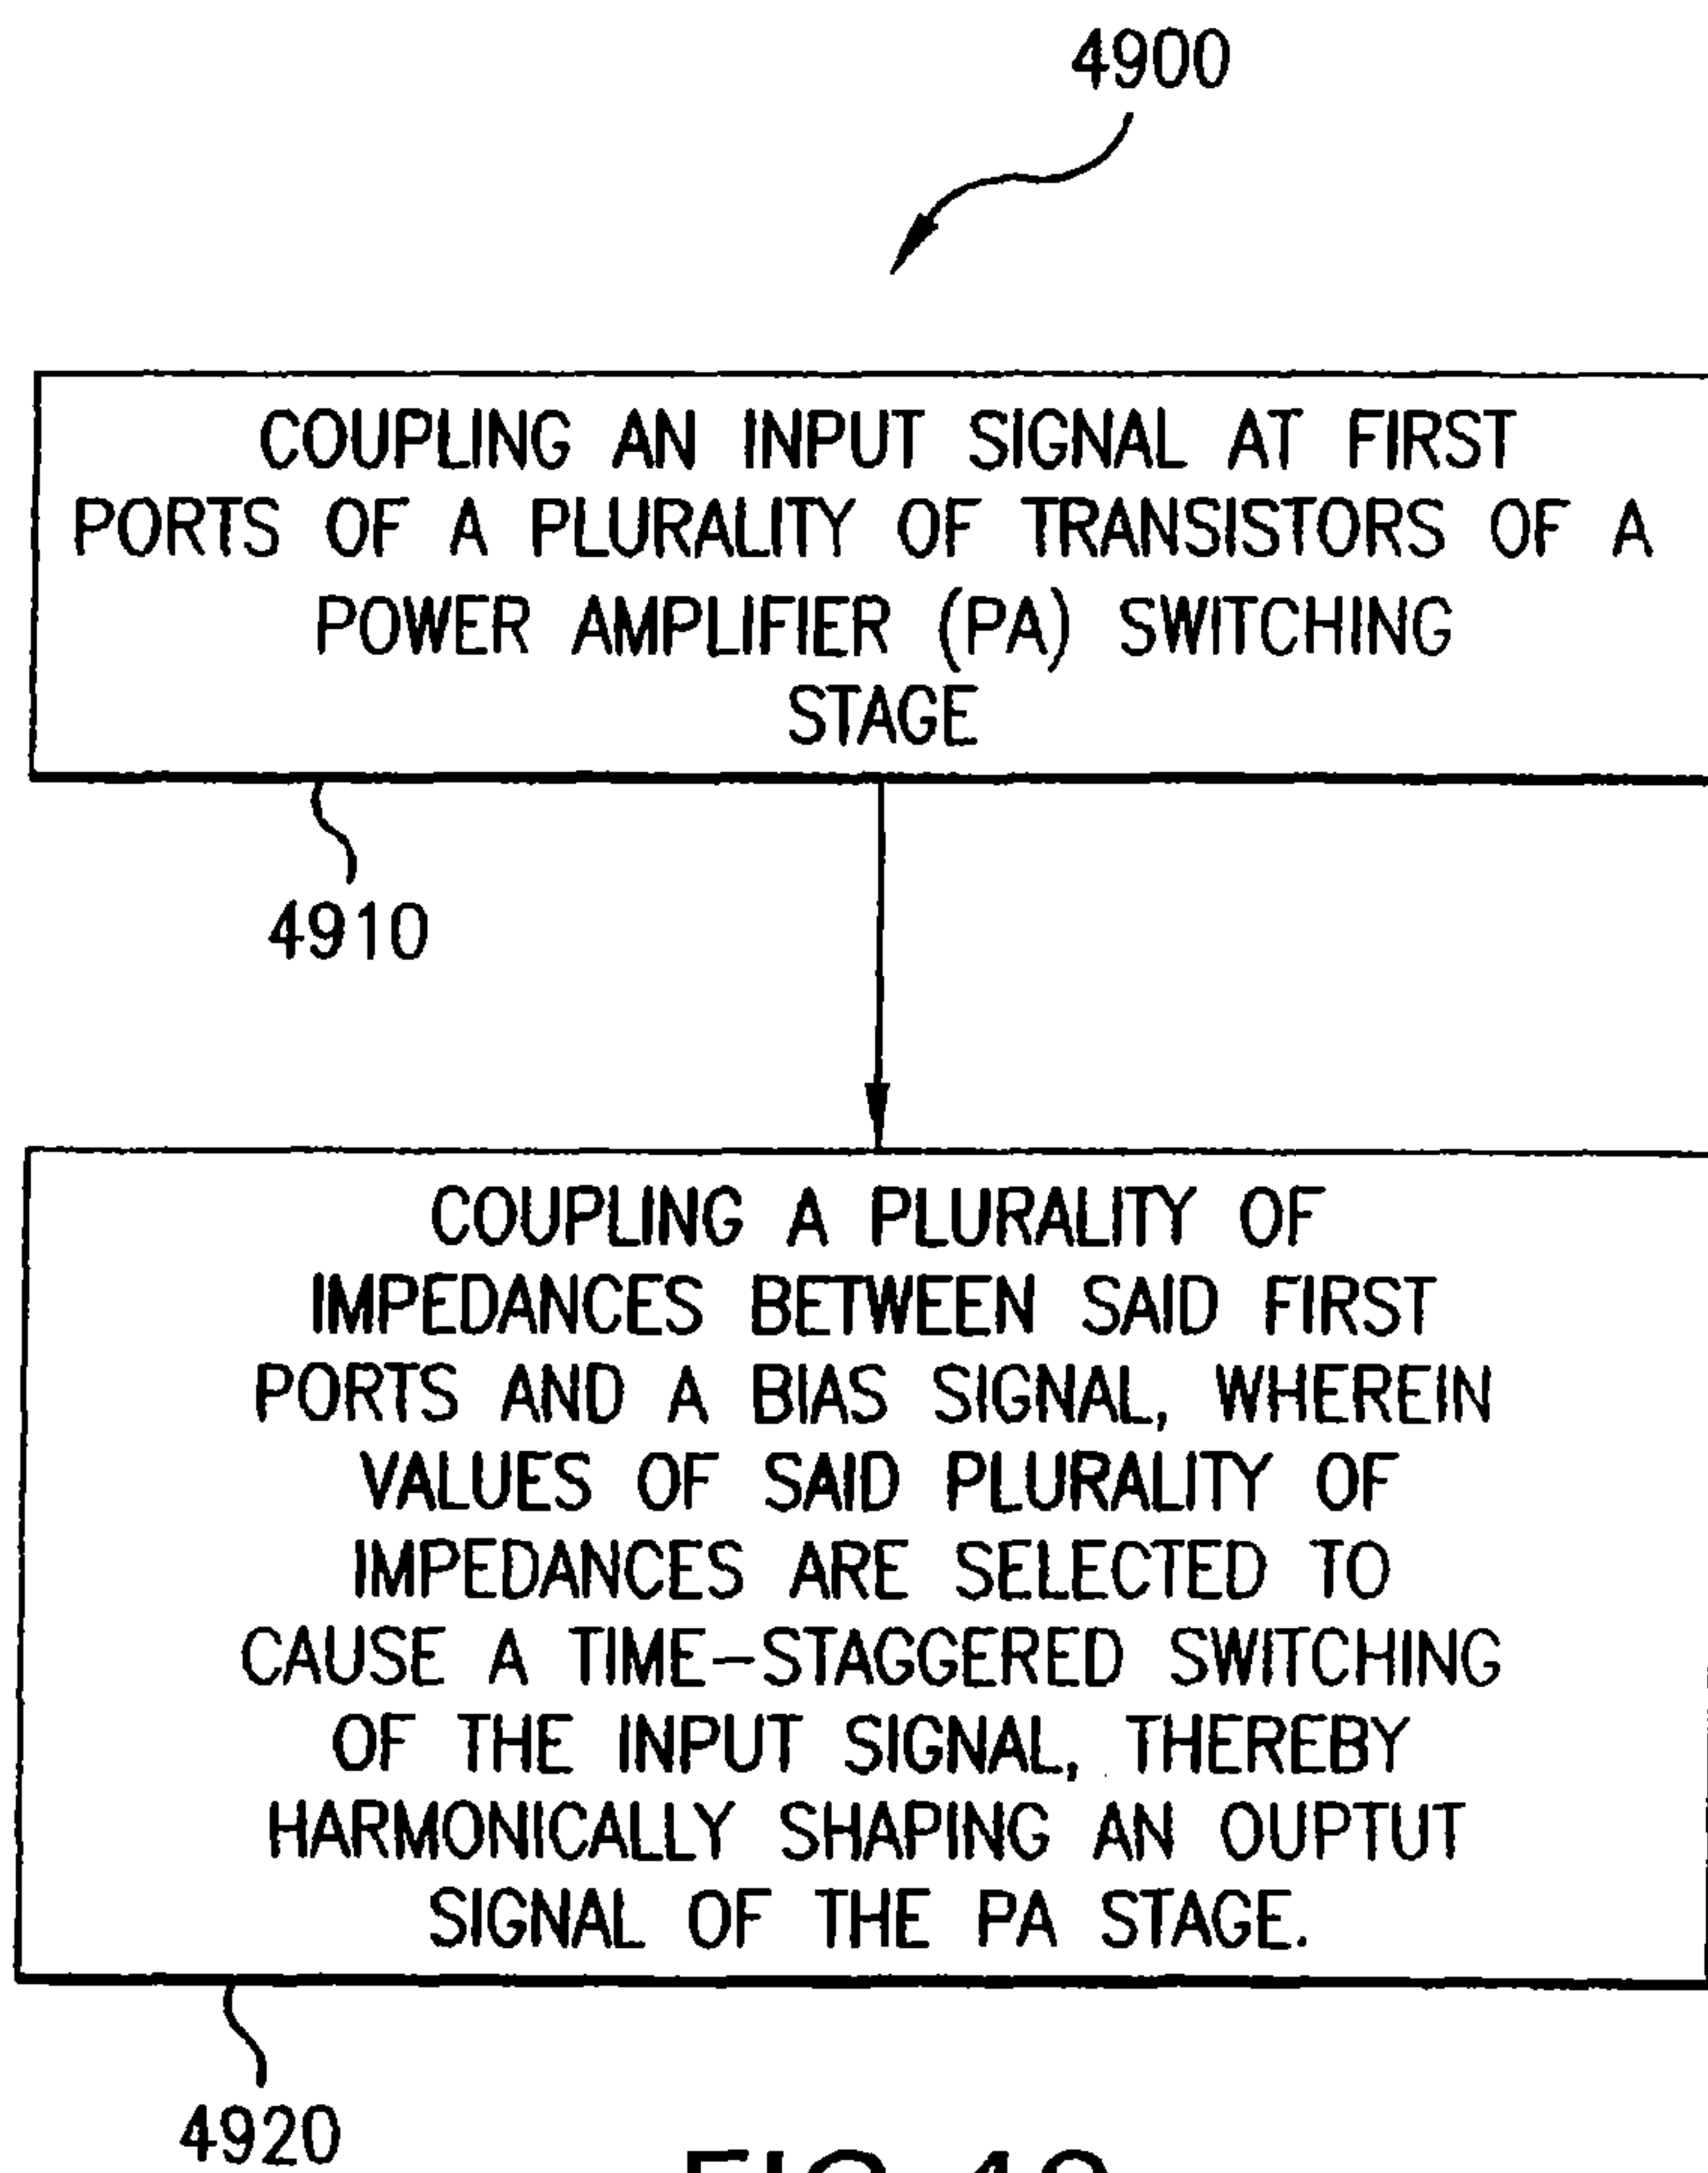 4900
COUPLING AN INPUT SIGNAL AT FIRST
PORTS OF A PLURALITY OF TRANSISTORS OF A
POWER AMPLIFIER (PA) SWITCHING
STAGE
4910
COUPLING A PLURALITY OF
IMPEDANCES BETWEEN SAID FIRST
PORTS AND A BIAS SIGNAL, WHEREIN
VALUES OF SAID PLURALITY OF
IMPEDANCES ARE SELECTED TO
CAUSE A TIME-STAGGERED SWITCHING
OF THE INPUT SIGNAL, THEREBY
HARMONICALLY SHAPING AN OUPTUT
SIGNAL OF THE PA STAGE.
4920